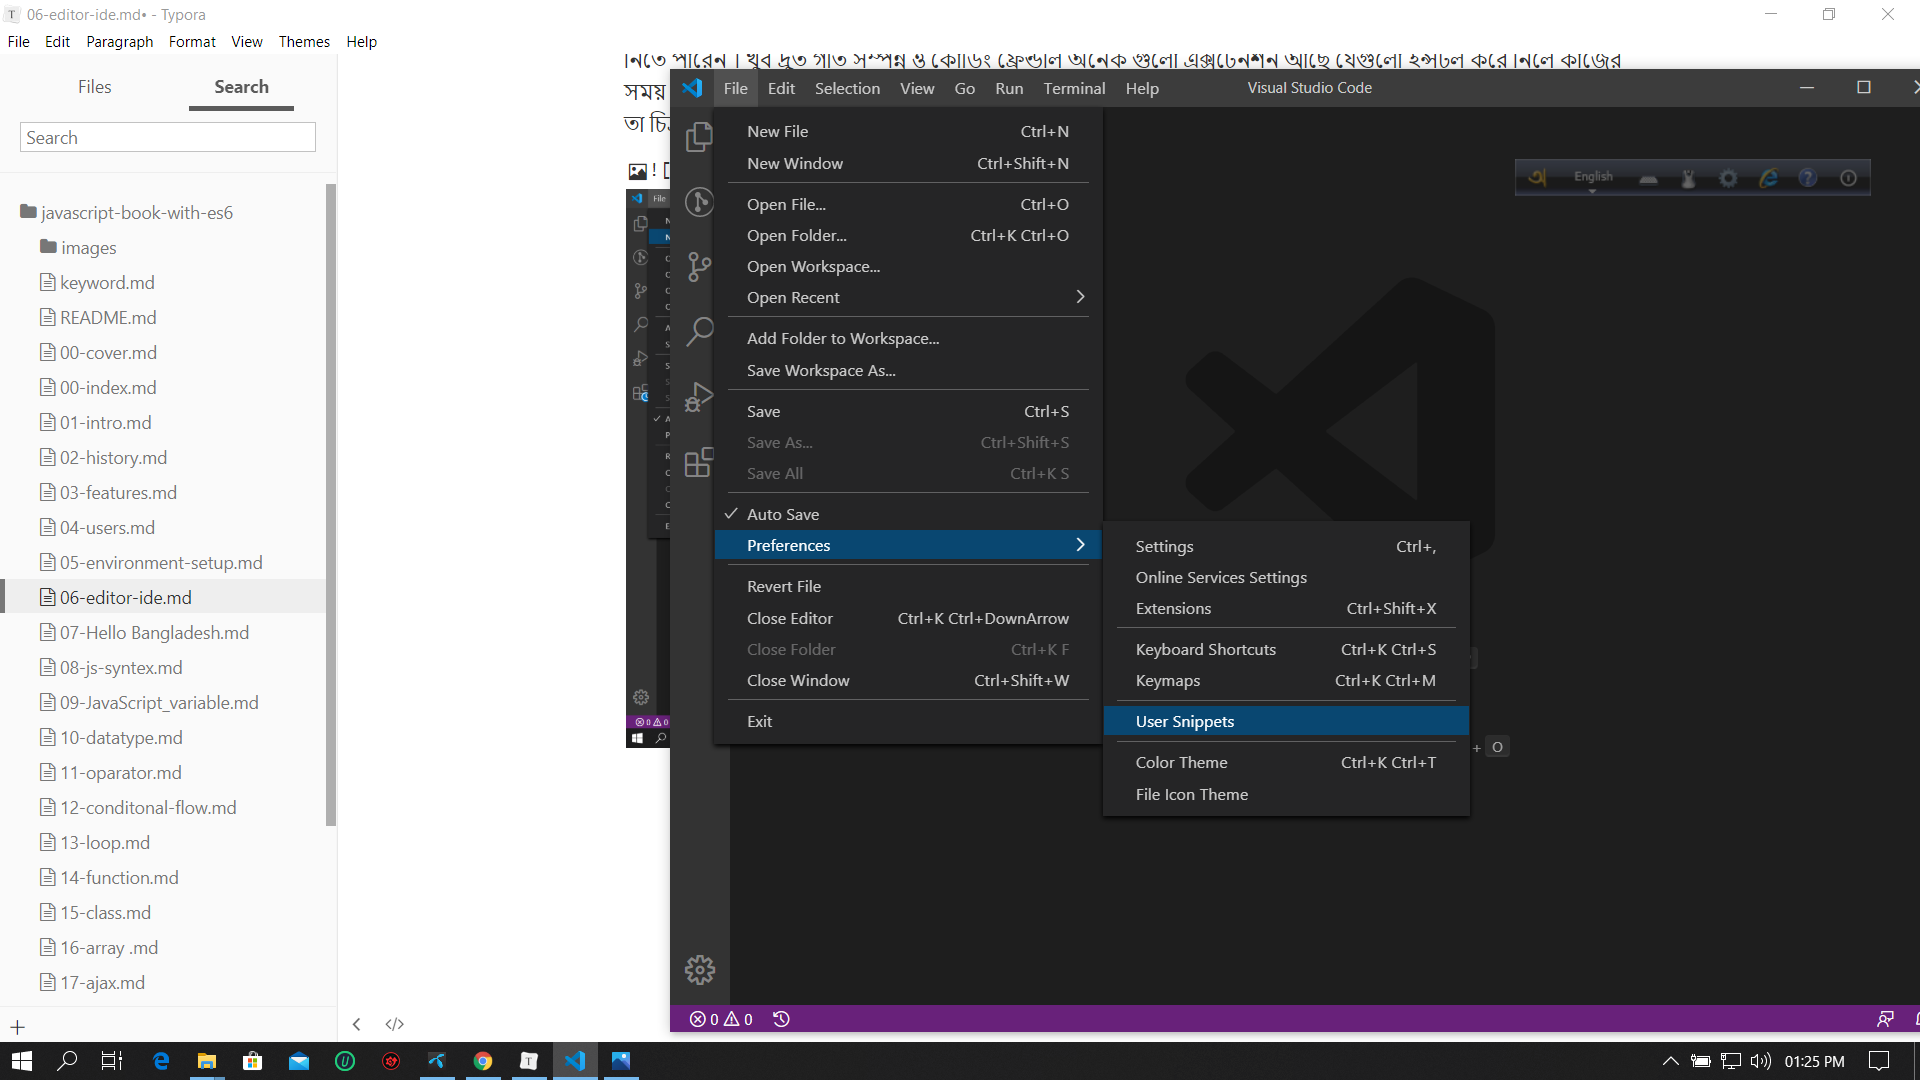 06-editor-ide.md• - Typora
File Edit Paragraph Format View Themes Help
Files Search
Search
javascript-book-with-es6
images
keyword.md
README.md
00-cover.md
00-index.md
01-intro.md
02-history.md
03-features.md
04-users.md
05-environment-setup.md
06-editor-ide.md
07-Hello Bangladesh.md
08-js-syntex.md
09-JavaScript_variable.md
10-datatype.md
11-oparator.md
12-conditonal-flow.md
13-loop.md
14-function.md
15-class.md
16-array .md
17-ajax.md
নিতে পারেন । খুব দ্রুত গতি সম্পন্ন ও কোডিং ফ্রেন্ডলি অনেক গুলো এক্সটেনশন আছে যেগুলো ইন্সটল করে নিলে কাজের
সময়
তা
![
File
File Edit Selection View Go Run Terminal Help
Visual Studio Code
New File Ctrl+N
New Window Ctrl+Shift+N
Open File... Ctrl+O
Open Folder... Ctrl+K Ctrl+O
Open Workspace...
Open Recent
Add Folder to Workspace...
Save Workspace As...
Save Ctrl+S
Save As... Ctrl+Shift+S
Save All Ctrl+K S
Auto Save
Preferences
Revert File
Close Editor Ctrl+K Ctrl+DownArrow
Close Folder Ctrl+K F
Close Window Ctrl+Shift+W
Exit
Settings Ctrl+,
Online Services Settings
Extensions Ctrl+Shift+X
Keyboard Shortcuts Ctrl+K Ctrl+S
Keymaps Ctrl+K Ctrl+M
User Snippets
Color Theme Ctrl+K Ctrl+T
File Icon Theme
অ English
+ O
0 0
0 0
01:25 PM